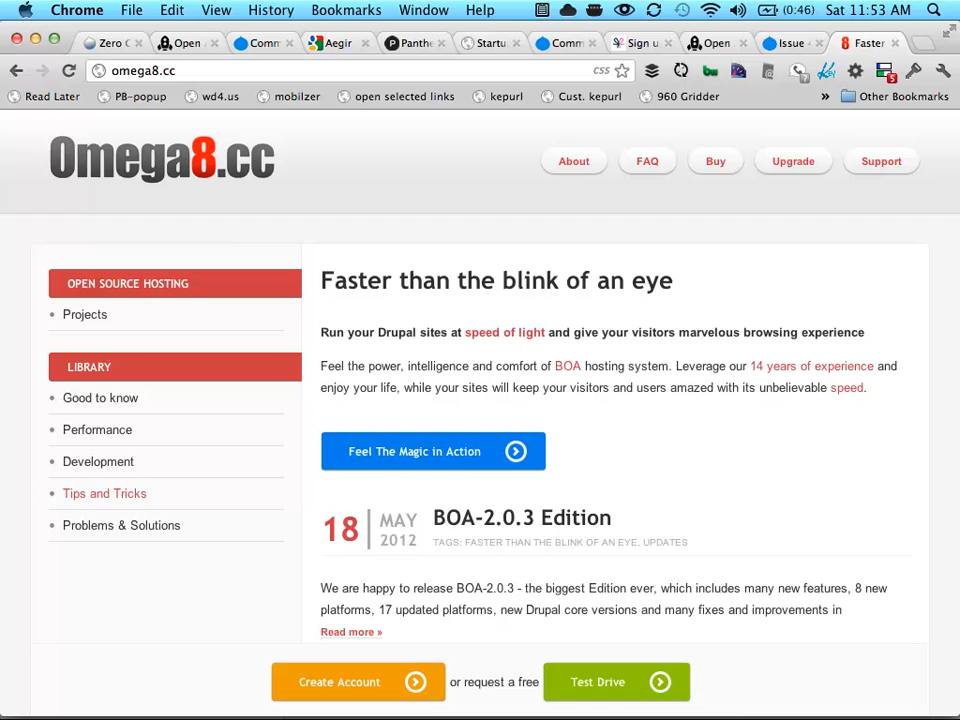 Chrome File Edit View History Bookmarks Window Help (0:46) Sat 11:53 AM
Zero C Open A Comm Aegir Panthe Startu Comm Sign u Open Issue Faster
omega8.cc CSS
Read Later PB-popup wd4.us mobilzer open selected links kepurl Cust. kepurl 960 Gridder » Other Bookmarks
Omega8.cc
About FAQ Buy Upgrade Support
OPEN SOURCE HOSTING
Projects
LIBRARY
Good to know
Performance
Development
Tips and Tricks
Problems & Solutions
Faster than the blink of an eye
Run your Drupal sites at speed of light and give your visitors marvelous browsing experience
Feel the power, intelligence and comfort of BOA hosting system. Leverage our 14 years of experience and
enjoy your life, while your sites will keep your visitors and users amazed with its unbelievable speed.
Feel The Magic in Action
18 MAY 2012
BOA-2.0.3 Edition
TAGS: FASTER THAN THE BLINK OF AN EYE, UPDATES
We are happy to release BOA-2.0.3 - the biggest Edition ever, which includes many new features, 8 new
platforms, 17 updated platforms, new Drupal core versions and many fixes and improvements in
Read more »
Create Account or request a free Test Drive